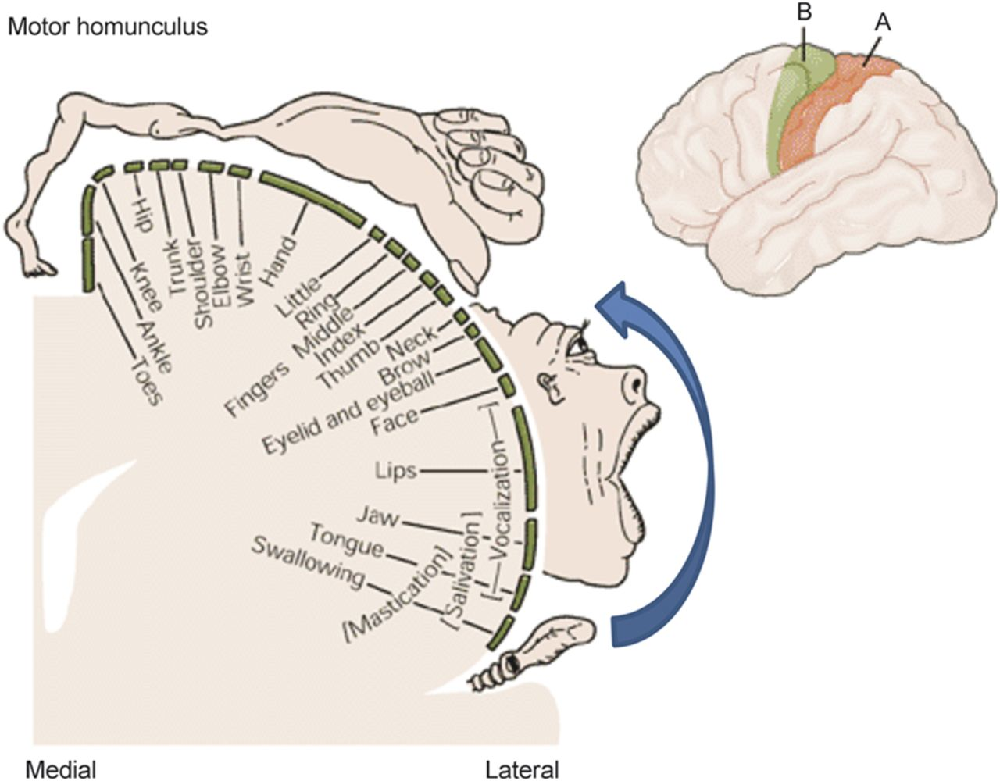 Motor homunculus
B
A
Hip
Knee
Ankle
Toes
Trunk
Shoulder
Elbow
Wrist
Hand
Little
Ring
Middle
Index
Thumb
Fingers
Neck
Brow
Eyelid and eyeball
Face
Lips
Jaw
Tongue
Swallowing
[Mastication]
[Salivation]
[Vocalization]
Medial
Lateral